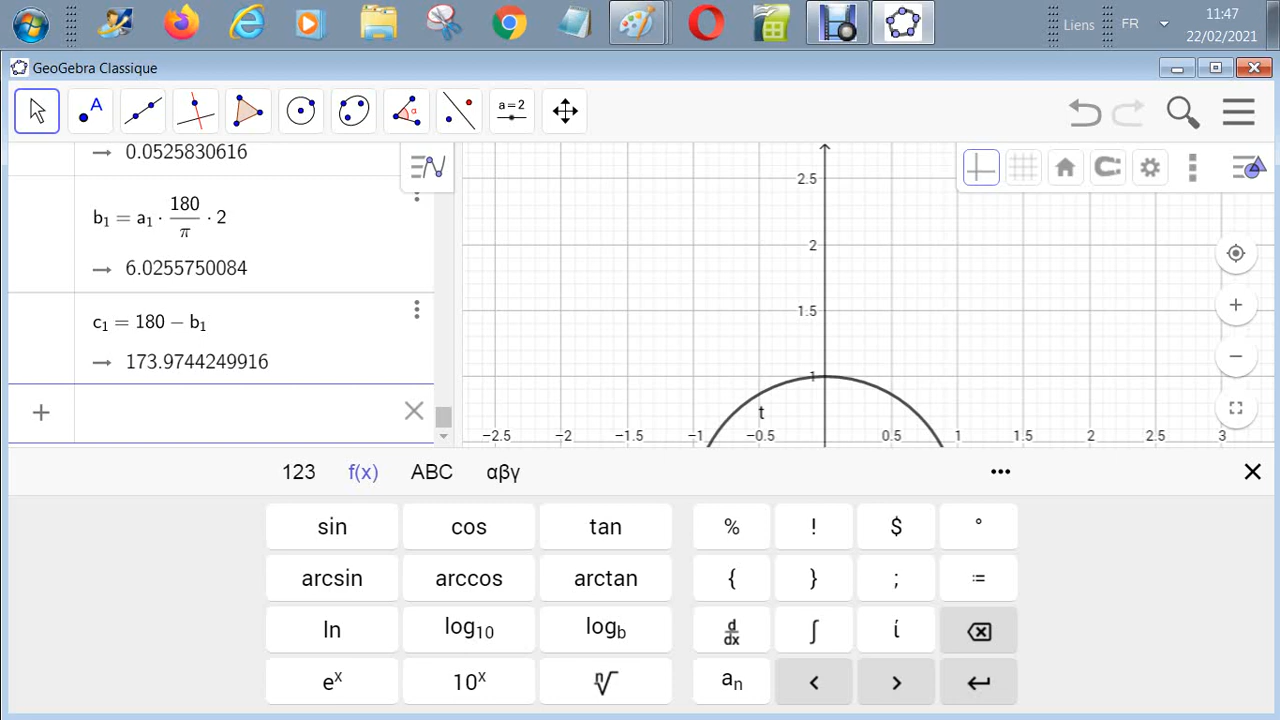 Liens
FR
11:47
22/02/2021
GeoGebra Classique
A
α
a=2
→ 0.0525830616
b₁ = a₁ · 180/π · 2
→ 6.0255750084
c₁ = 180 − b₁
→ 173.9744249916
+
2.5
2
1.5
1
t
−2.5 −2 −1.5 −1 −0.5 0.5 1 1.5 2 2.5 3
123 f(x) ABC αβγ
sin cos tan % ! $ °
arcsin arccos arctan { } ; :=
ln log₁₀ log_b d/dx ∫ í
eˣ 10ˣ ⁿ√ aₙ < >